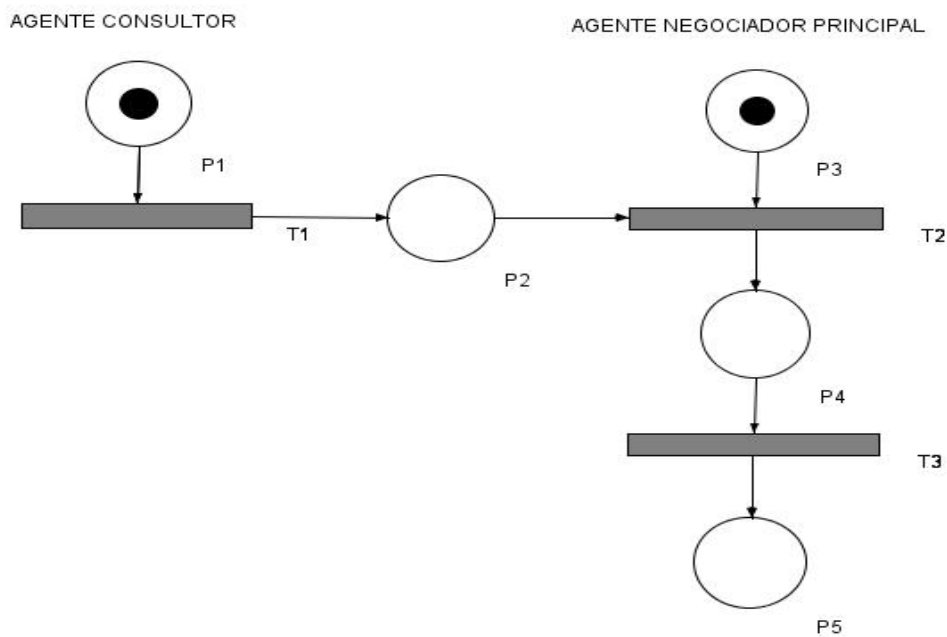 AGENTE CONSULTOR
AGENTE NEGOCIADOR PRINCIPAL
P1
P3
T1
T2
P2
P4
T3
P5